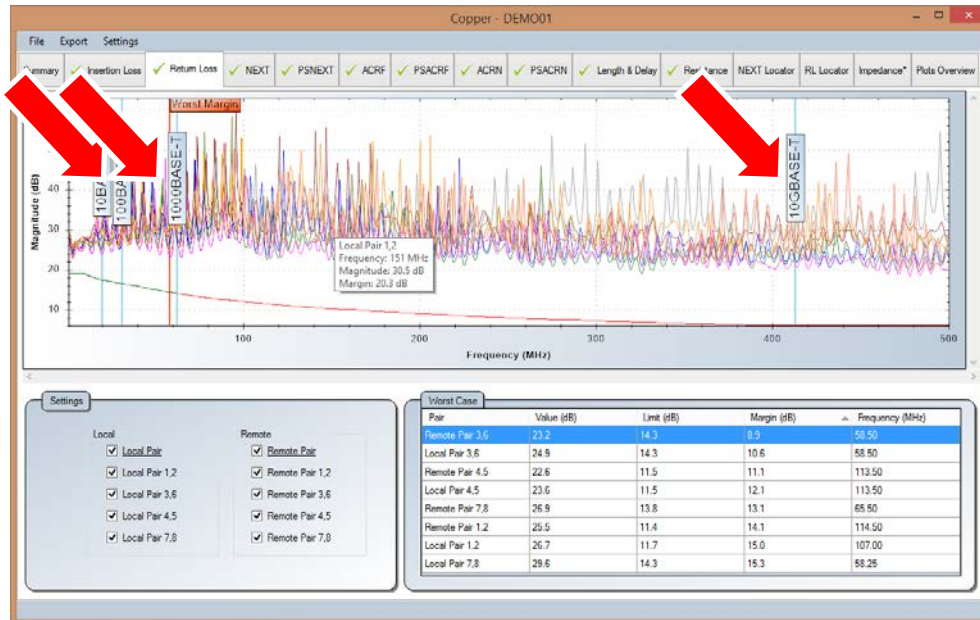 Copper - DEMO01
File Export Settings
Insertion Loss Return Loss NEXT PSNEXT ACRF PSACRF ACRN PSACRN Length & Delay NEXT Locator RL Locator Impedance* Plots Overview
Worst Margin
1000BASE-T
10GBASE-T
Magnitude (dB)
40
30
20
10
Local Pair 1,2
Frequency: 151 MHz
Magnitude: 30.5 dB
Margin: 20.3 dB
100 200 300 400 500
Frequency (MHz)
Settings
Local Remote
Local Pair Remote Pair
Local Pair 1,2 Remote Pair 1,2
Local Pair 3,6 Remote Pair 3,6
Local Pair 4,5 Remote Pair 4,5
Local Pair 7,8 Remote Pair 7,8
Worst Case
Pair Value (dB) Limit (dB) Margin (dB) Frequency (MHz)
Remote Pair 3,6 23.2 14.3 8.9 58.50
Local Pair 3,6 24.9 14.3 10.6 58.50
Remote Pair 4,5 22.6 11.5 11.1 113.50
Local Pair 4,5 23.6 11.5 12.1 113.50
Remote Pair 7,8 26.9 13.8 13.1 65.50
Remote Pair 1,2 25.5 11.4 14.1 114.50
Local Pair 1,2 26.7 11.7 15.0 107.00
Local Pair 7,8 29.6 14.3 15.3 58.25